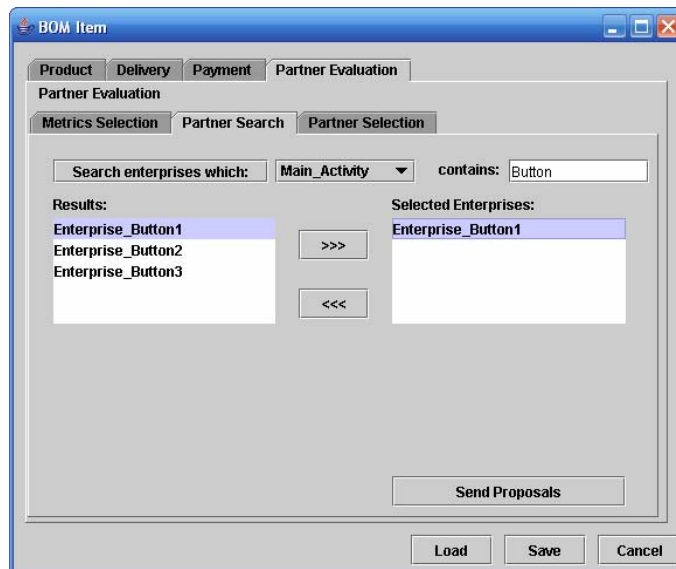 BOM Item
Product Delivery Payment Partner Evaluation
Partner Evaluation
Metrics Selection Partner Search Partner Selection
Search enterprises which: Main_Activity contains: Button
Results: Selected Enterprises:
Enterprise_Button1 Enterprise_Button1
Enterprise_Button2
>>>
Enterprise_Button3
<<<
Send Proposals
Load Save Cancel